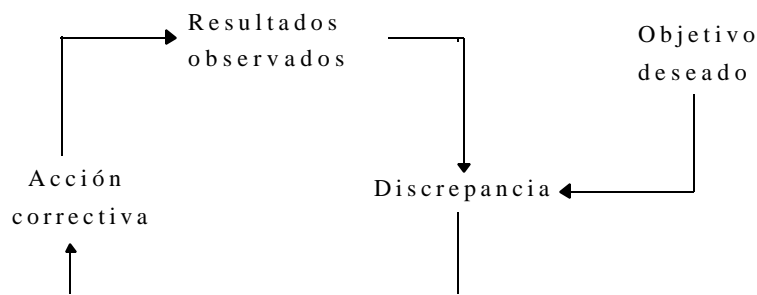 Resultados
observados
Objetivo
deseado
Acción
correctiva
Discrepancia